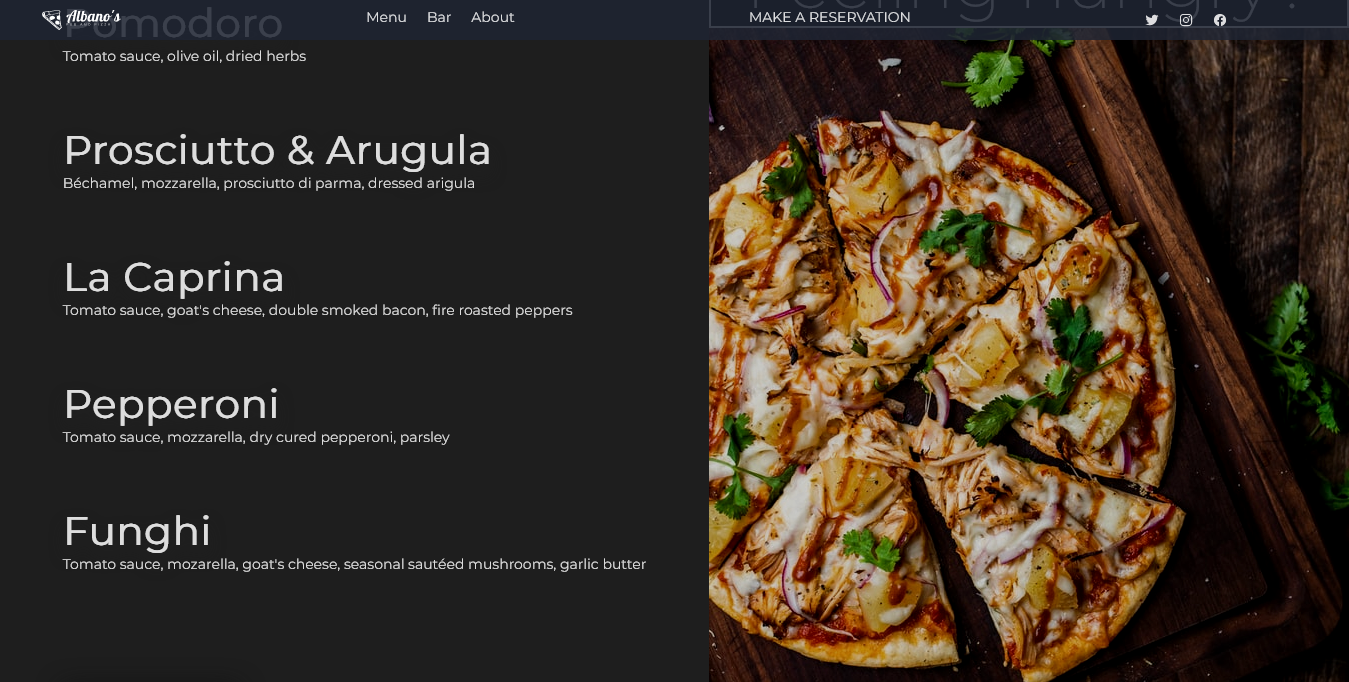 Albano's
Menu
Bar
About
MAKE A RESERVATION
Feeling Hungry?
Pomodoro
Tomato sauce, olive oil, dried herbs
Prosciutto & Arugula
Béchamel, mozzarella, prosciutto di parma, dressed arigula
La Caprina
Tomato sauce, goat's cheese, double smoked bacon, fire roasted peppers
Pepperoni
Tomato sauce, mozzarella, dry cured pepperoni, parsley
Funghi
Tomato sauce, mozarella, goat's cheese, seasonal sautéed mushrooms, garlic butter